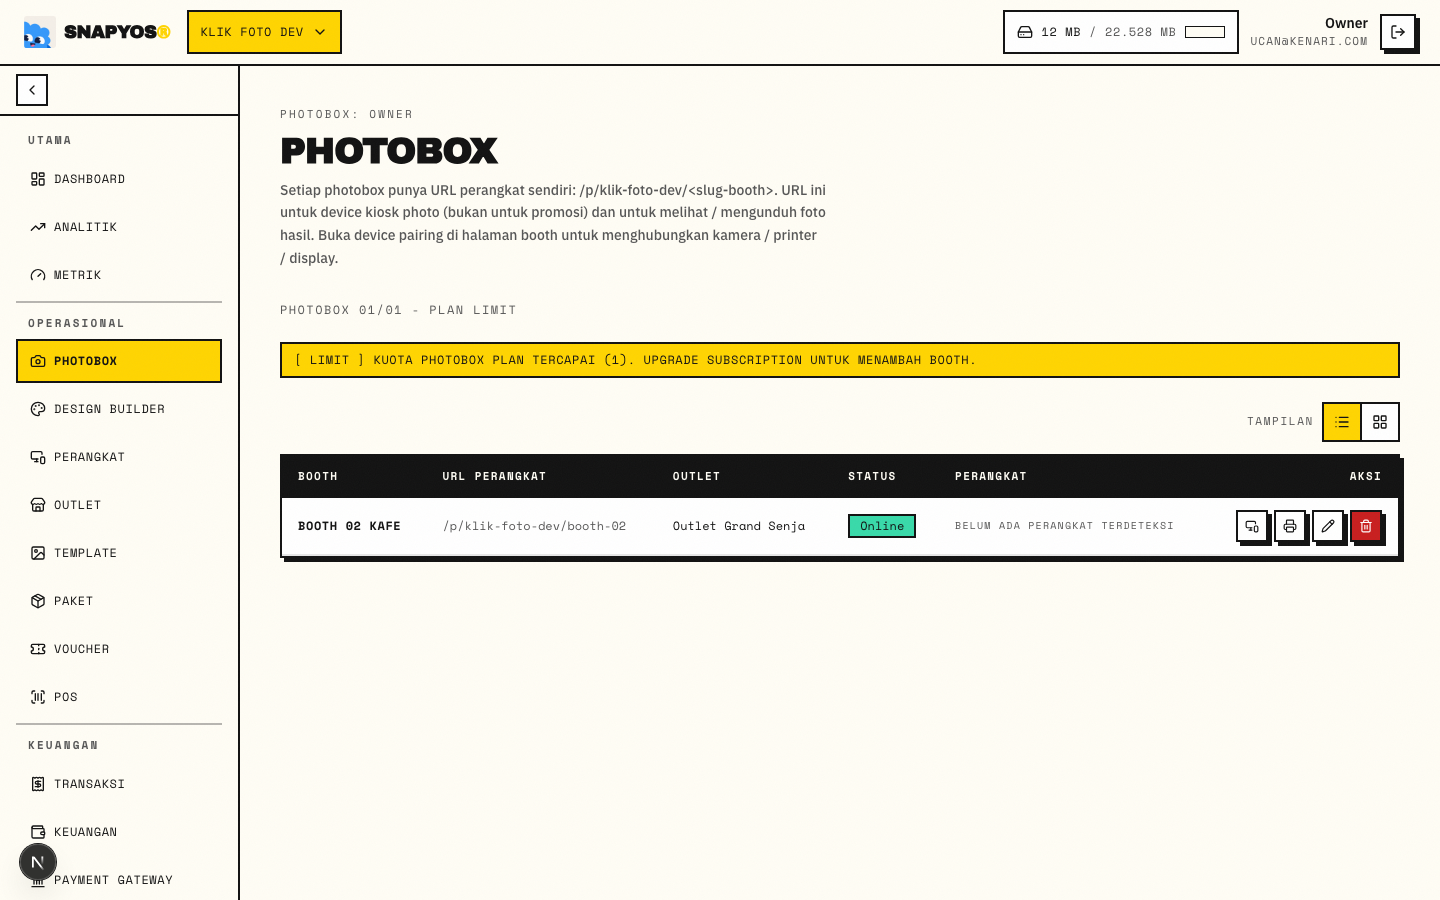 SNAPYOS®
KLIK FOTO DEV
12 MB / 22.528 MB
Owner
UCAN@KENARI.COM
UTAMA
DASHBOARD
ANALITIK
METRIK
OPERASIONAL
PHOTOBOX
DESIGN BUILDER
PERANGKAT
OUTLET
TEMPLATE
PAKET
VOUCHER
POS
KEUANGAN
TRANSAKSI
KEUANGAN
N
PAYMENT GATEWAY
PHOTOBOX: OWNER
PHOTOBOX
Setiap photobox punya URL perangkat sendiri: /p/klik-foto-dev/<slug-booth>. URL ini
untuk device kiosk photo (bukan untuk promosi) dan untuk melihat / mengunduh foto
hasil. Buka device pairing di halaman booth untuk menghubungkan kamera / printer
/ display.
PHOTOBOX 01/01 - PLAN LIMIT
[ LIMIT ] KUOTA PHOTOBOX PLAN TERCAPAI (1). UPGRADE SUBSCRIPTION UNTUK MENAMBAH BOOTH.
TAMPILAN
BOOTH URL PERANGKAT OUTLET STATUS PERANGKAT AKSI
BOOTH 02 KAFE /p/klik-foto-dev/booth-02 Outlet Grand Senja Online BELUM ADA PERANGKAT TERDETEKSI